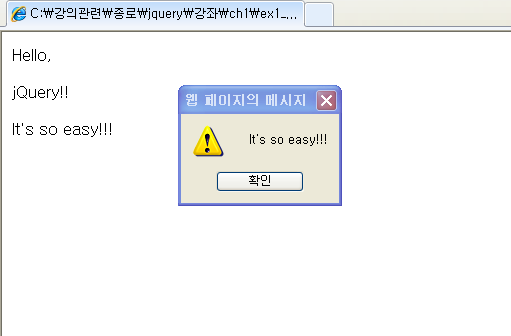 C:₩강의관련₩종로₩jquery₩강좌₩ch1₩ex1_...
Hello,
jQuery!!
It's so easy!!!
웹 페이지의 메시지
It's so easy!!!
확인